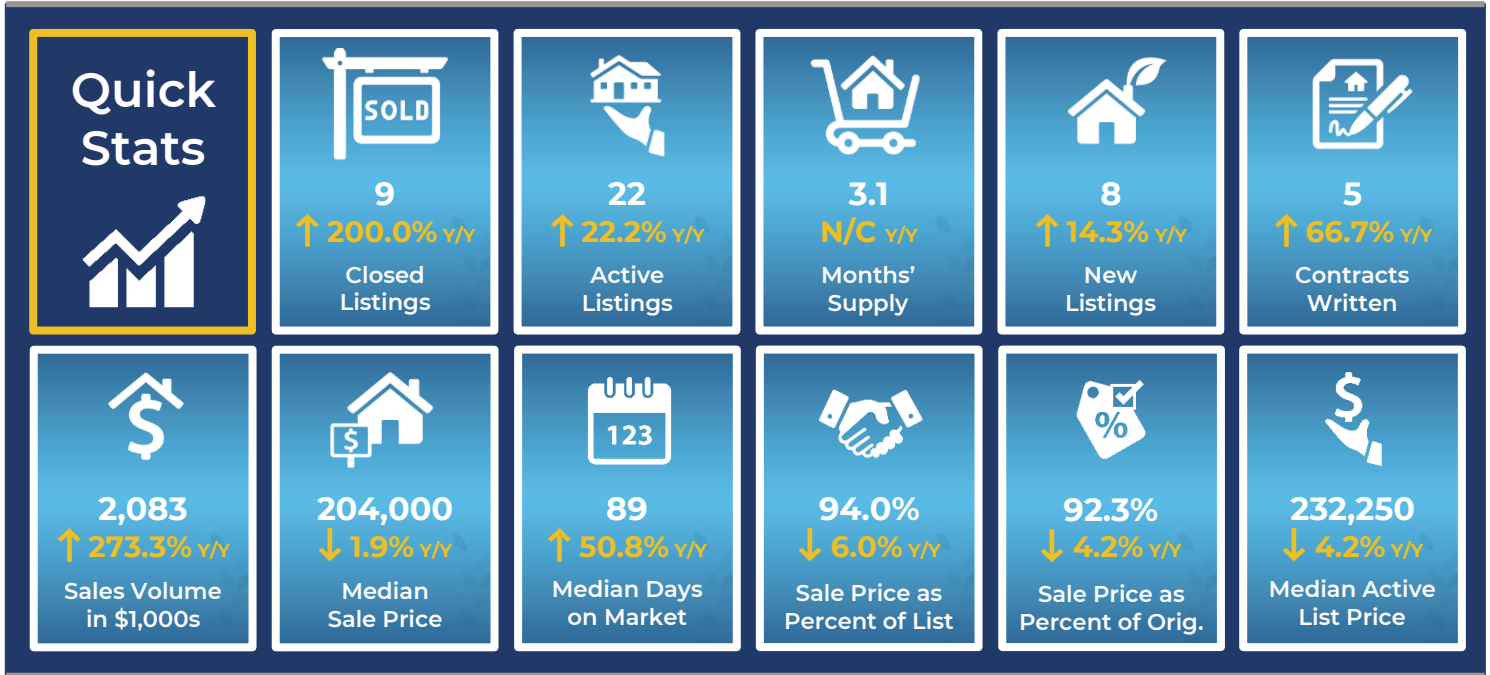 Quick
Stats
SOLD
9
↑ 200.0% Y/Y
Closed
Listings
22
↑ 22.2% Y/Y
Active
Listings
3.1
N/C Y/Y
Months’
Supply
8
↑ 14.3% Y/Y
New
Listings
5
↑ 66.7% Y/Y
Contracts
Written
$
2,083
↑ 273.3% Y/Y
Sales Volume
in $1,000s
$
204,000
↓ 1.9% Y/Y
Median
Sale Price
123
89
↑ 50.8% Y/Y
Median Days
on Market
94.0%
↓ 6.0% Y/Y
Sale Price as
Percent of List
%
92.3%
↓ 4.2% Y/Y
Sale Price as
Percent of Orig.
$
232,250
↓ 4.2% Y/Y
Median Active
List Price